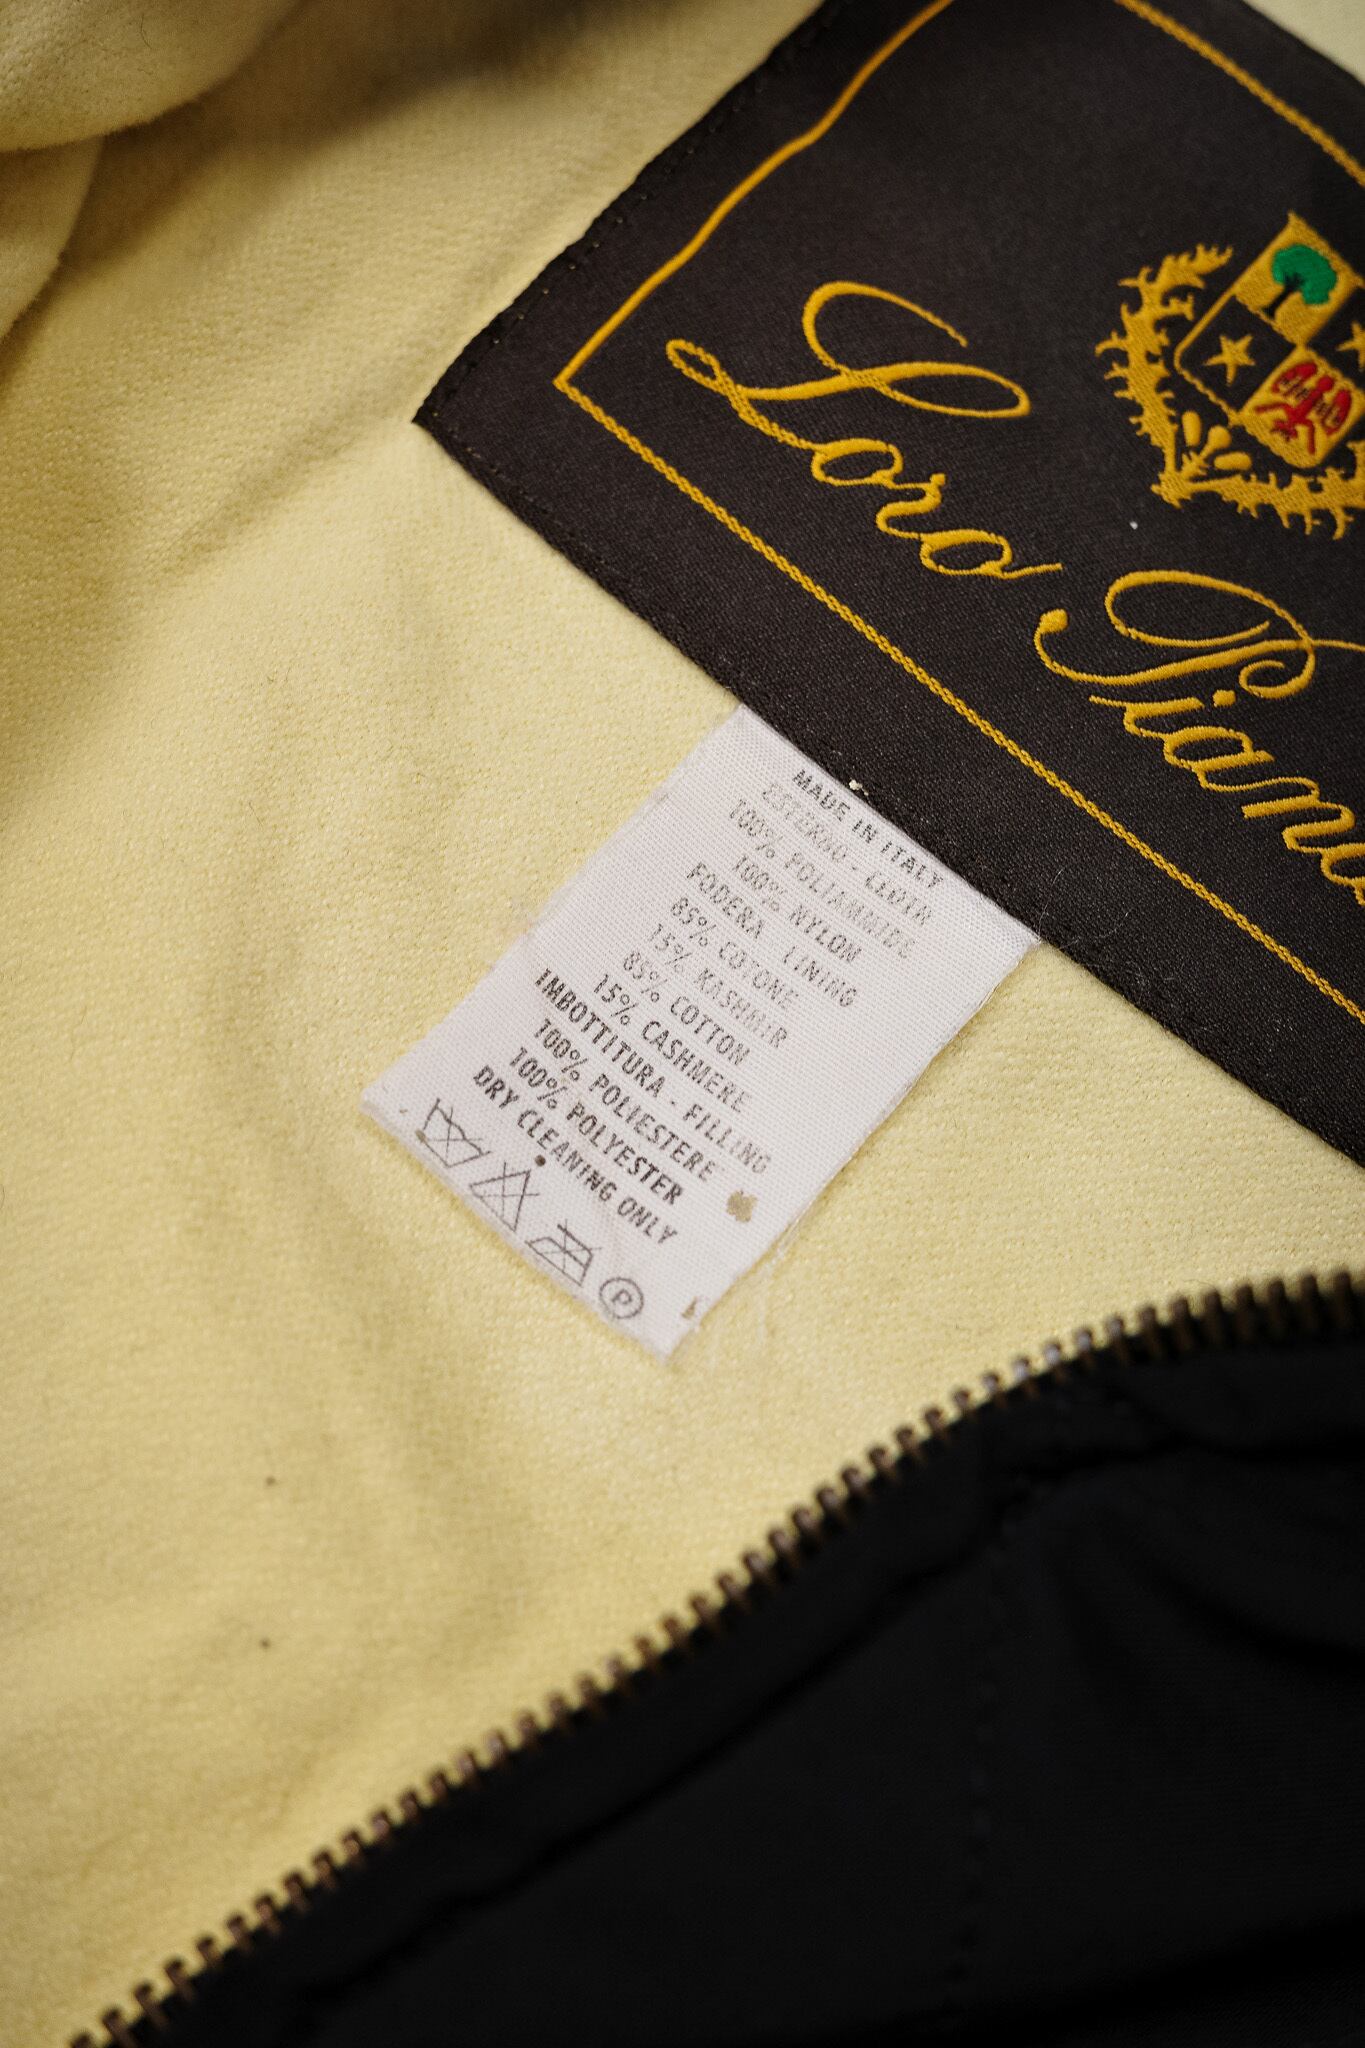 Loro Piana
MADE IN ITALY
ESTERNO - CLOTH
100% POLIAMMIDE
100% NYLON
FODERA - LINING
85% COTONE
15% KASHMIR
85% COTTON
15% CASHMERE
IMBOTTITURA - FILLING
100% POLIESTERE
100% POLYESTER
DRY CLEANING ONLY
P